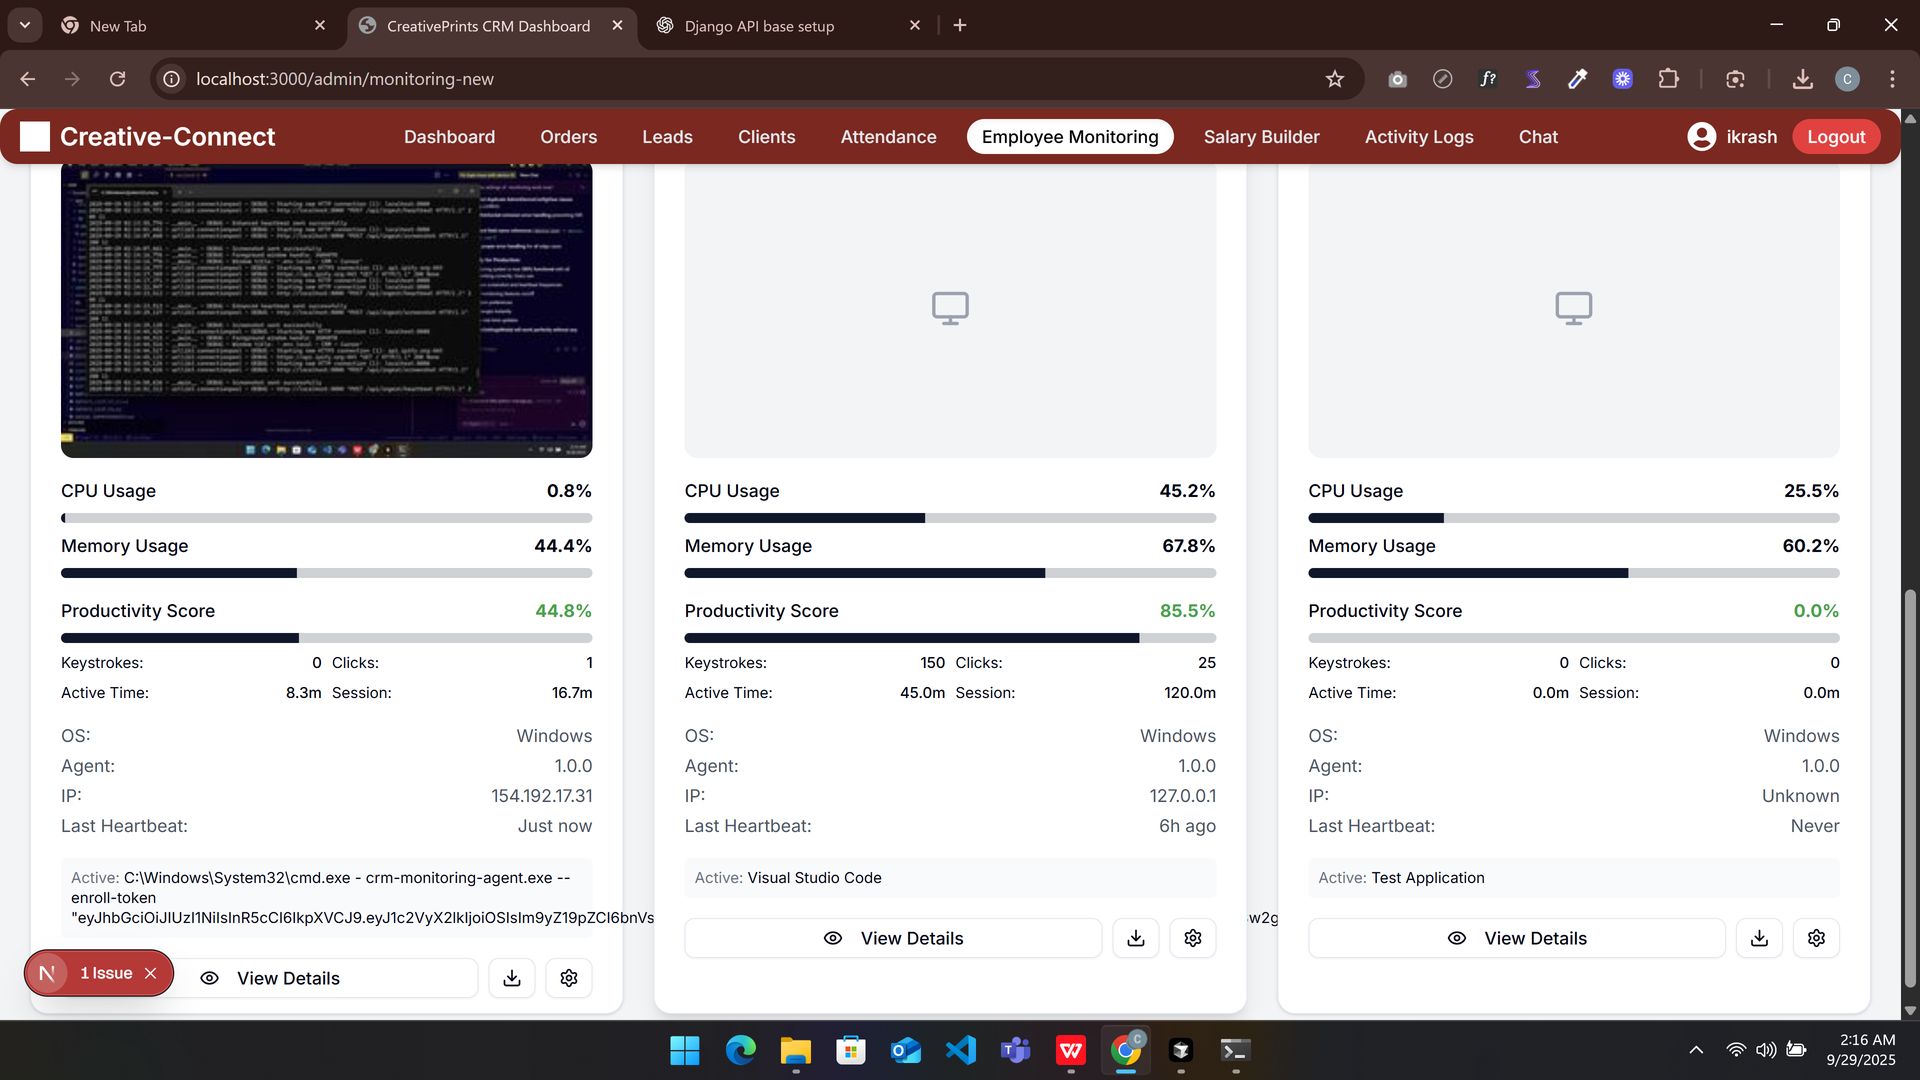 New Tab
CreativePrints CRM Dashboard
Django API base setup
localhost:3000/admin/monitoring-new
Creative-Connect
Dashboard
Orders
Leads
Clients
Attendance
Employee Monitoring
Salary Builder
Activity Logs
Chat
ikrash
Logout
CPU Usage 0.8%
Memory Usage 44.4%
Productivity Score 44.8%
Keystrokes: 0 Clicks: 1
Active Time: 8.3m Session: 16.7m
OS: Windows
Agent: 1.0.0
IP: 154.192.17.31
Last Heartbeat: Just now
Active: C:\Windows\System32\cmd.exe - crm-monitoring-agent.exe --
enroll-token
View Details
N 1 Issue
CPU Usage 45.2%
Memory Usage 67.8%
Productivity Score 85.5%
Keystrokes: 150 Clicks: 25
Active Time: 45.0m Session: 120.0m
OS: Windows
Agent: 1.0.0
IP: 127.0.0.1
Last Heartbeat: 6h ago
Active: Visual Studio Code
View Details
CPU Usage 25.5%
Memory Usage 60.2%
Productivity Score 0.0%
Keystrokes: 0 Clicks: 0
Active Time: 0.0m Session: 0.0m
OS: Windows
Agent: 1.0.0
IP: Unknown
Last Heartbeat: Never
Active: Test Application
View Details
2:16 AM
9/29/2025